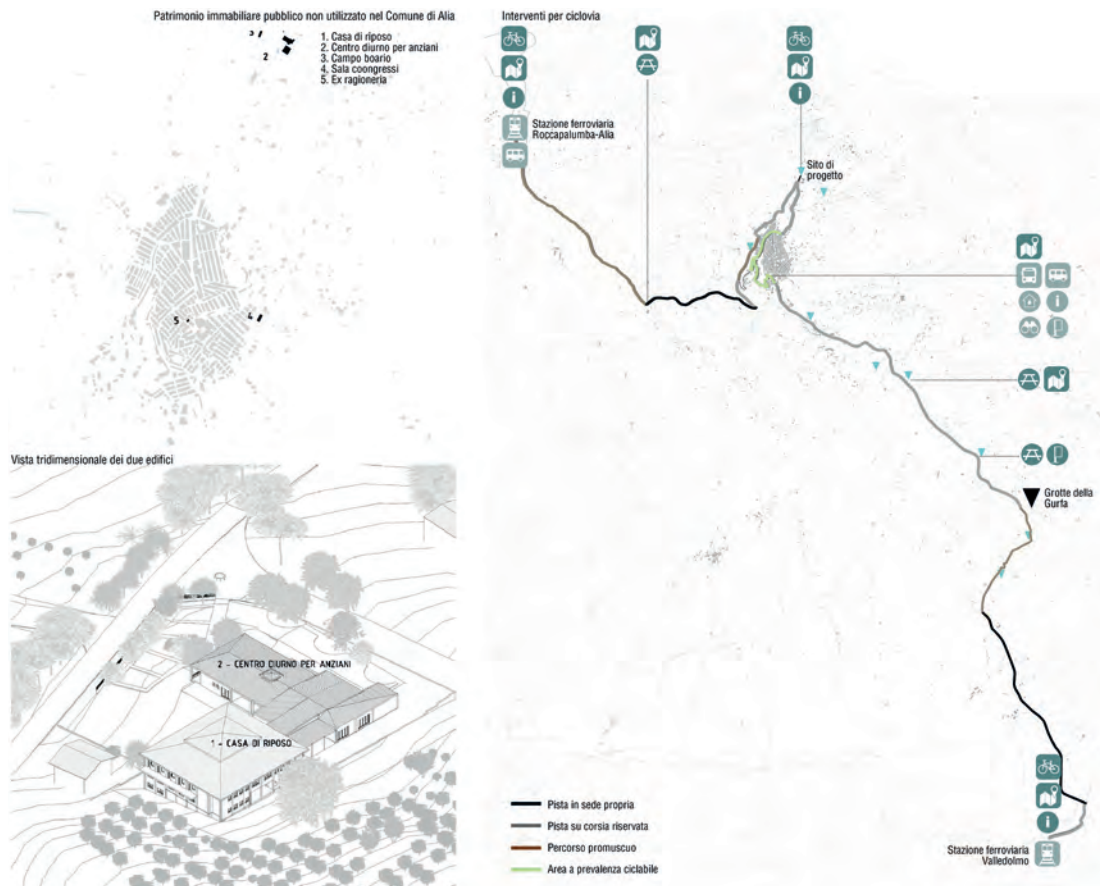 Patrimonio immobiliare pubblico non utilizzato nel Comune di Alia
1. Casa di riposo
2. Centro diurno per anziani
3. Campo boario
4. Sala coongressi
5. Ex ragioneria
3
2
5
4
Vista tridimensionale dei due edifici
2 - CENTRO DIURNO PER ANZIANI
1 - CASA DI RIPOSO
Interventi per ciclovia
i
i
Stazione ferroviaria
Roccapalumba-Alia
Sito di
progetto
i
Grotte della
Gurfa
Pista in sede propria
Pista su corsia riservata
Percorso promuscuo
Area a prevalenza ciclabile
i
Stazione ferroviaria
Valledolmo